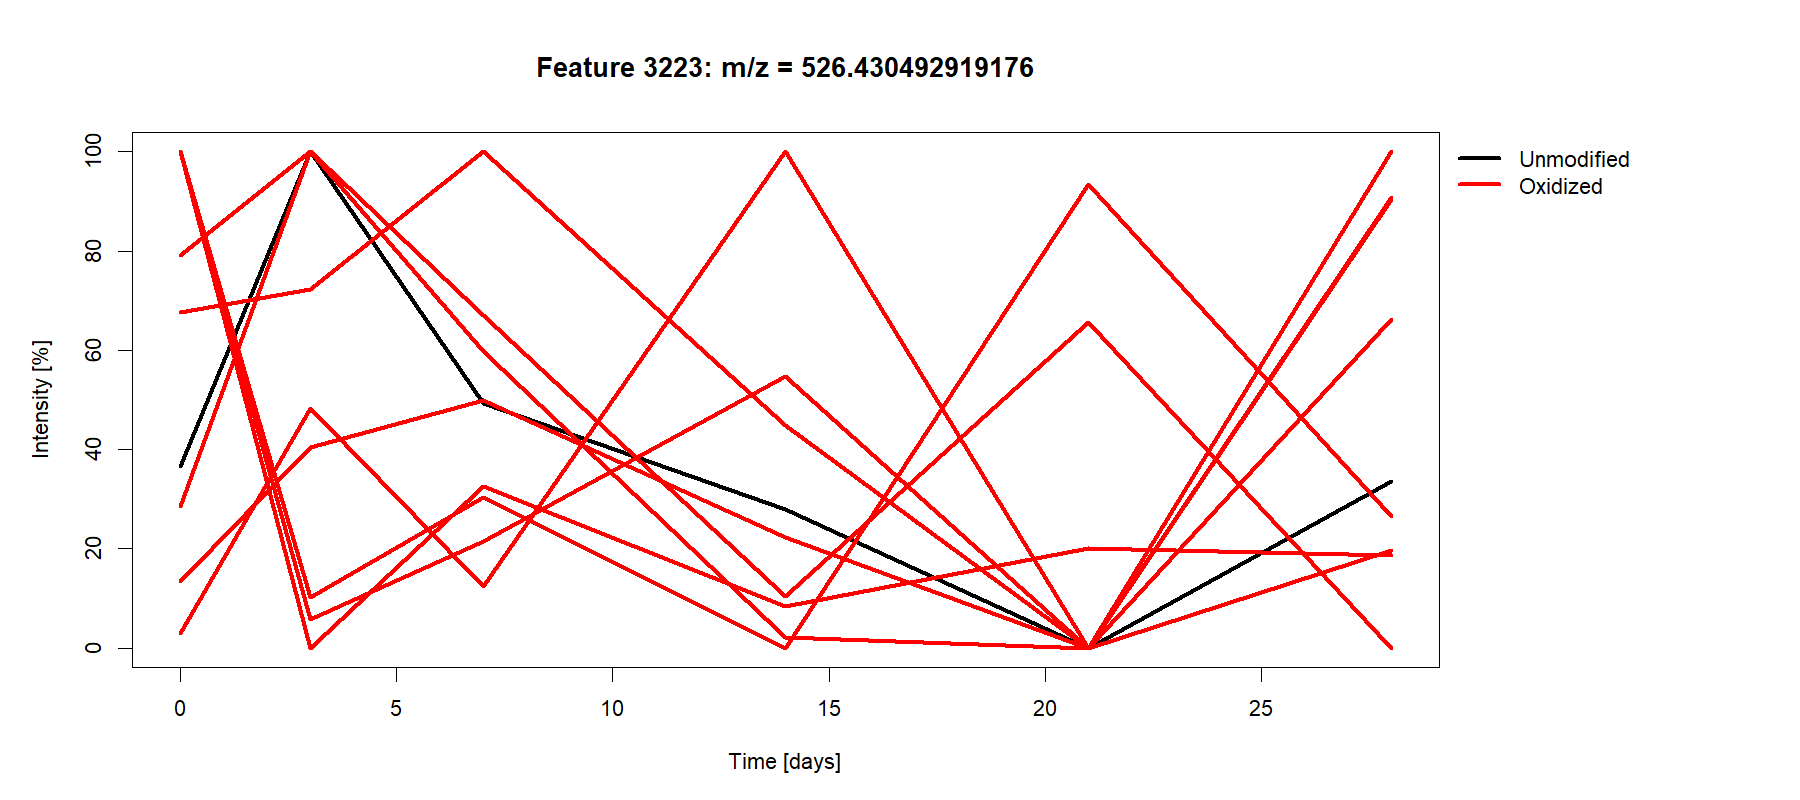 Feature 3223: m/z = 526.430492919176
Unmodified
Oxidized
Intensity [%]
100
80
60
40
20
0
0 5 10 15 20 25
Time [days]